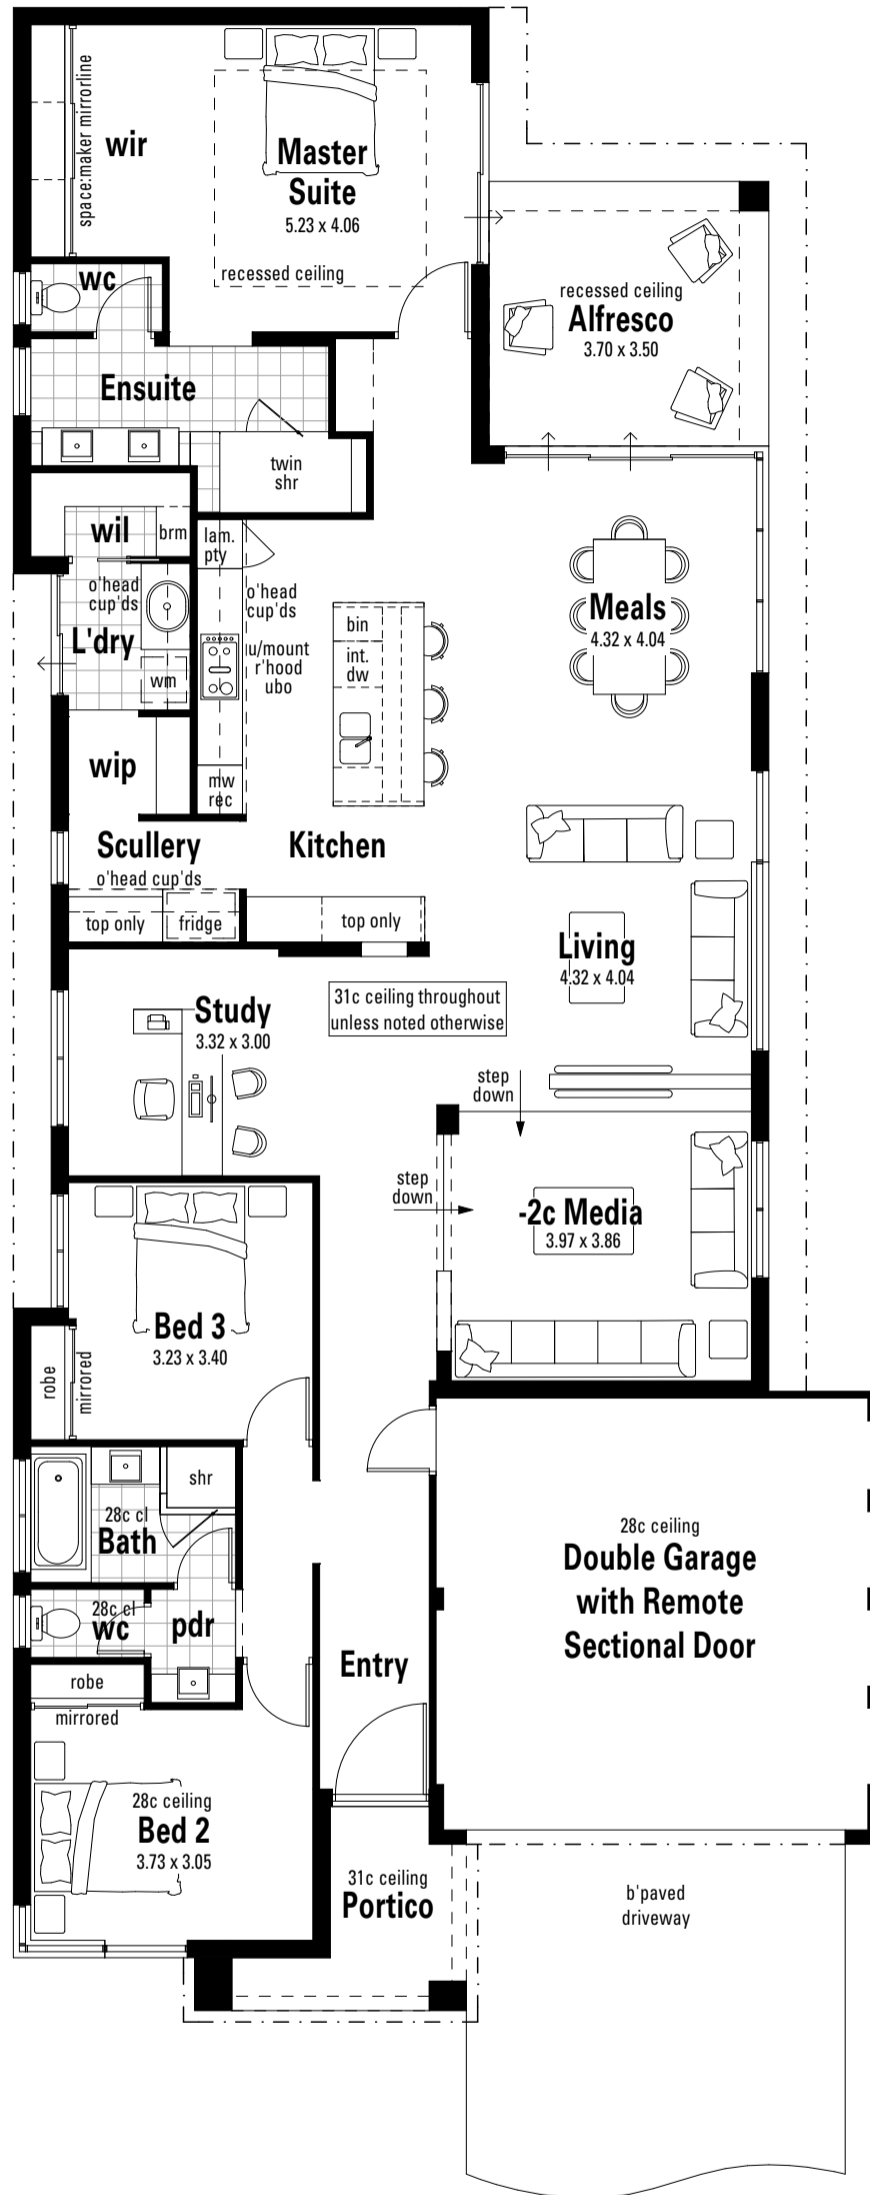 space:maker mirrorline
wir
Master
Suite
5.23 x 4.06
recessed ceiling
wc
recessed ceiling
Alfresco
3.70 x 3.50
Ensuite
twin
shr
wil
brm
lam.
pty
o'head
cup'ds
L'dry
wm
o'head
cup'ds
u/mount
r'hood
ubo
bin
int.
dw
Meals
4.32 x 4.04
wip
mw
rec
Scullery
o'head cup'ds
Kitchen
top only
fridge
top only
Living
4.32 x 4.04
Study
3.32 x 3.00
31c ceiling throughout
unless noted otherwise
step
down
step
down
-2c Media
3.97 x 3.86
Bed 3
3.23 x 3.40
robe
mirrored
shr
28c cl
Bath
28c cl
wc
pdr
28c ceiling
Double Garage
with Remote
Sectional Door
Entry
robe
mirrored
28c ceiling
Bed 2
3.73 x 3.05
31c ceiling
Portico
b'paved
driveway